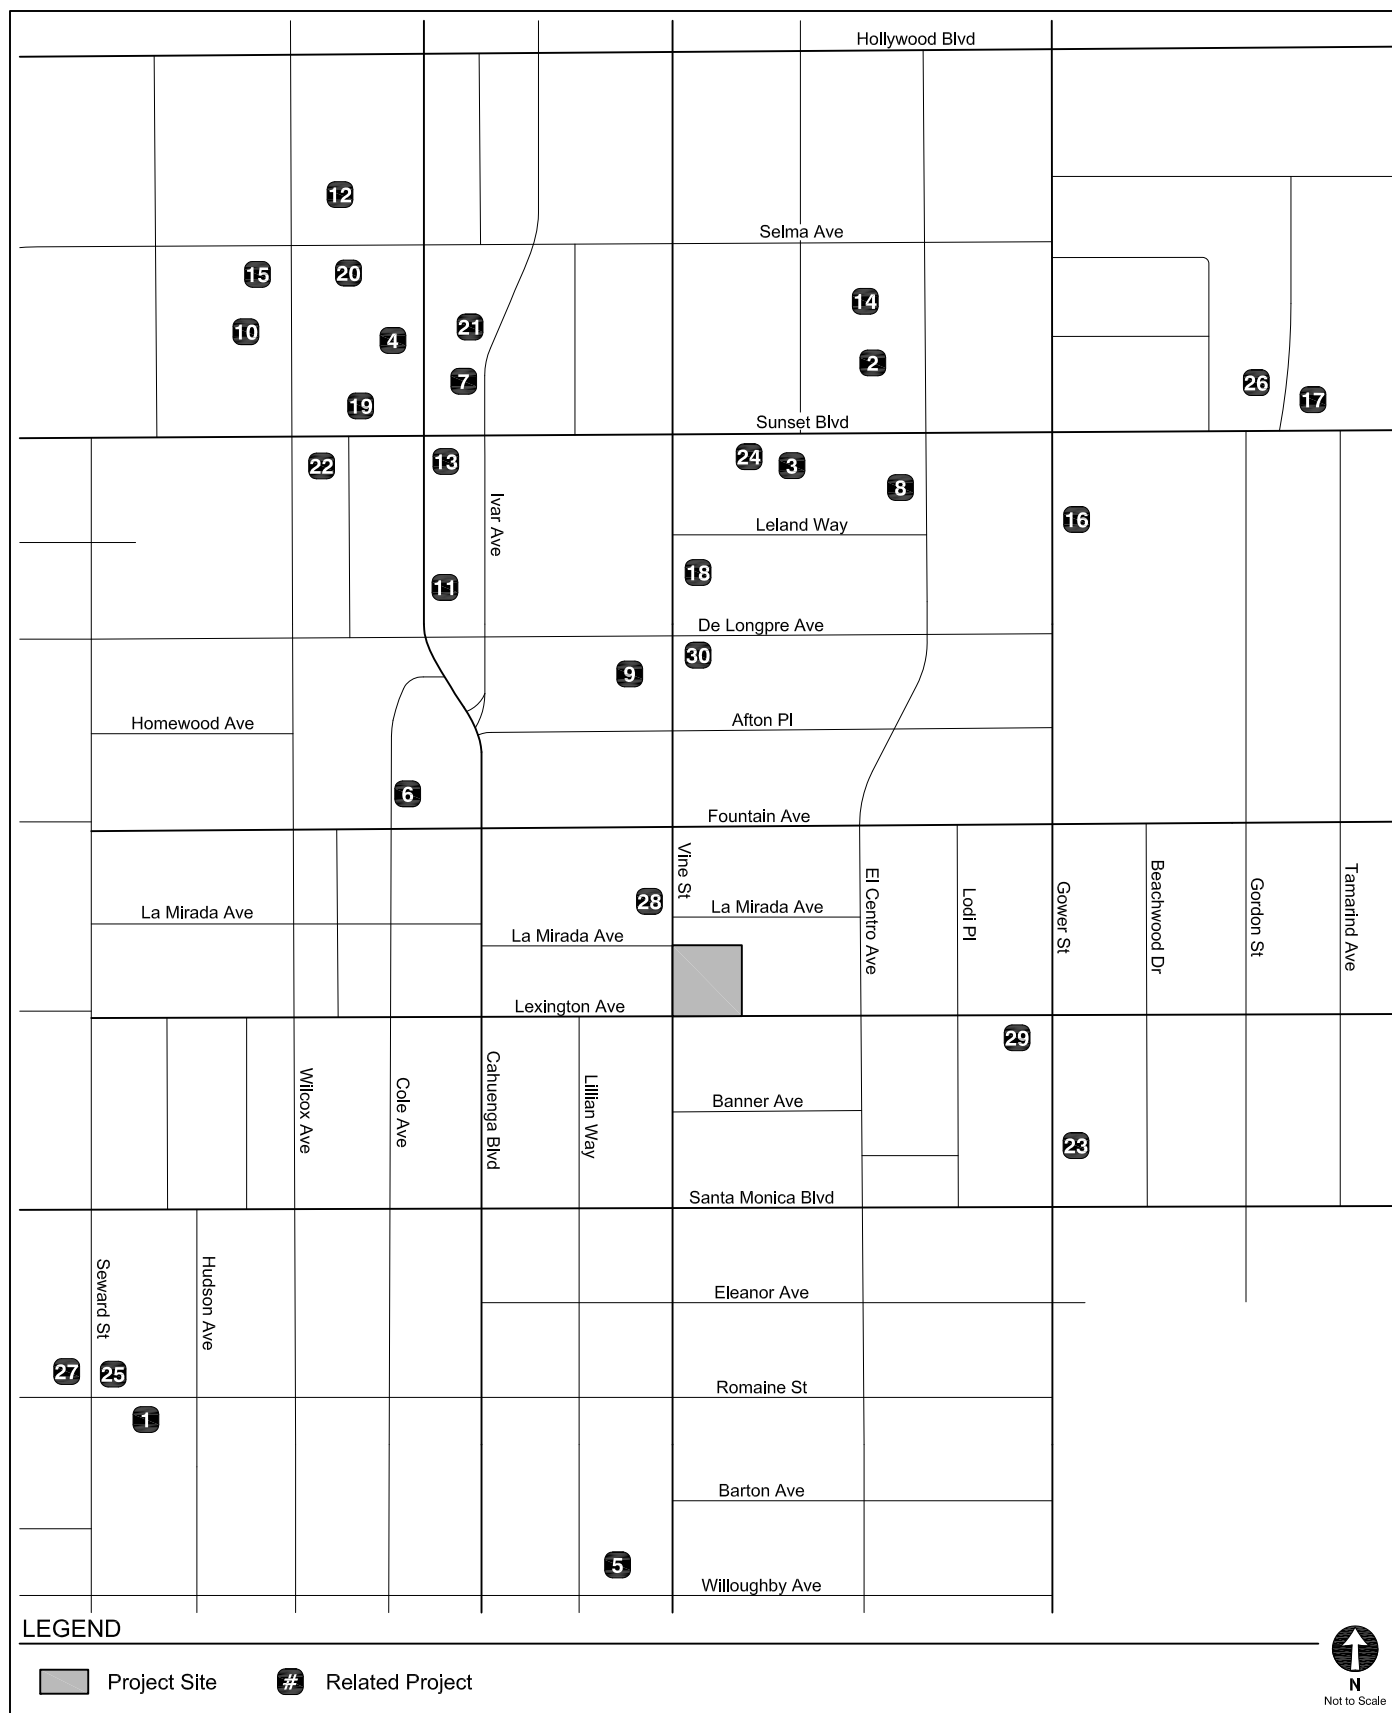 Hollywood Blvd
12
Selma Ave
15
20
14
10
4
21
2
7
26
17
19
Sunset Blvd
22
13
24
3
8
Ivar Ave
Leland Way
16
11
18
De Longpre Ave
9
30
Homewood Ave
Afton Pl
6
Fountain Ave
Vine St
El Centro Ave
Lodi Pl
Gower St
Beachwood Dr
Gordon St
Tamarind Ave
28
La Mirada Ave
La Mirada Ave
La Mirada Ave
Lexington Ave
29
Wilcox Ave
Cole Ave
Cahuenga Blvd
Lillian Way
Banner Ave
23
Santa Monica Blvd
Seward St
Hudson Ave
Eleanor Ave
27
25
Romaine St
1
Barton Ave
5
Willoughby Ave
LEGEND
Project Site
# Related Project
N
Not to Scale